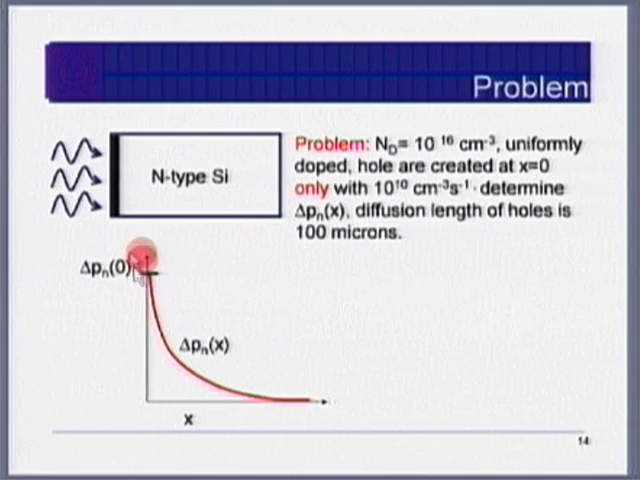 Problem
N-type Si
Problem: N_D= 10^16 cm^-3, uniformly
doped, hole are created at x=0
only with 10^10 cm^-3s^-1. determine
Δp_n(x), diffusion length of holes is
100 microns.
Δp_n(0)
Δp_n(x)
x
14